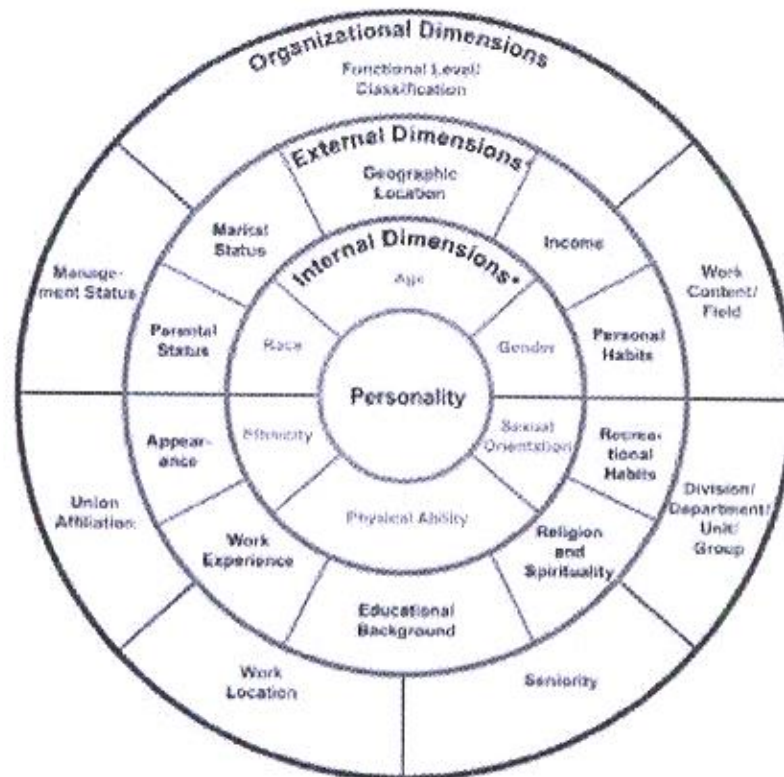 Organizational Dimensions
Functional Level/
Classification
External Dimensions*
Geographic
Location
Marital
Status
Income
Internal Dimensions*
Age
Manage-
ment Status
Work
Content/
Field
Parental
Status
Personal
Habits
Race
Gender
Personality
Ethnicity
Sexual
Orientation
Appear-
ance
Recrea-
tional
Habits
Union
Affiliation
Division/
Department/
Unit/
Group
Physical Ability
Work
Experience
Religion
and
Spirituality
Educational
Background
Work
Location
Seniority